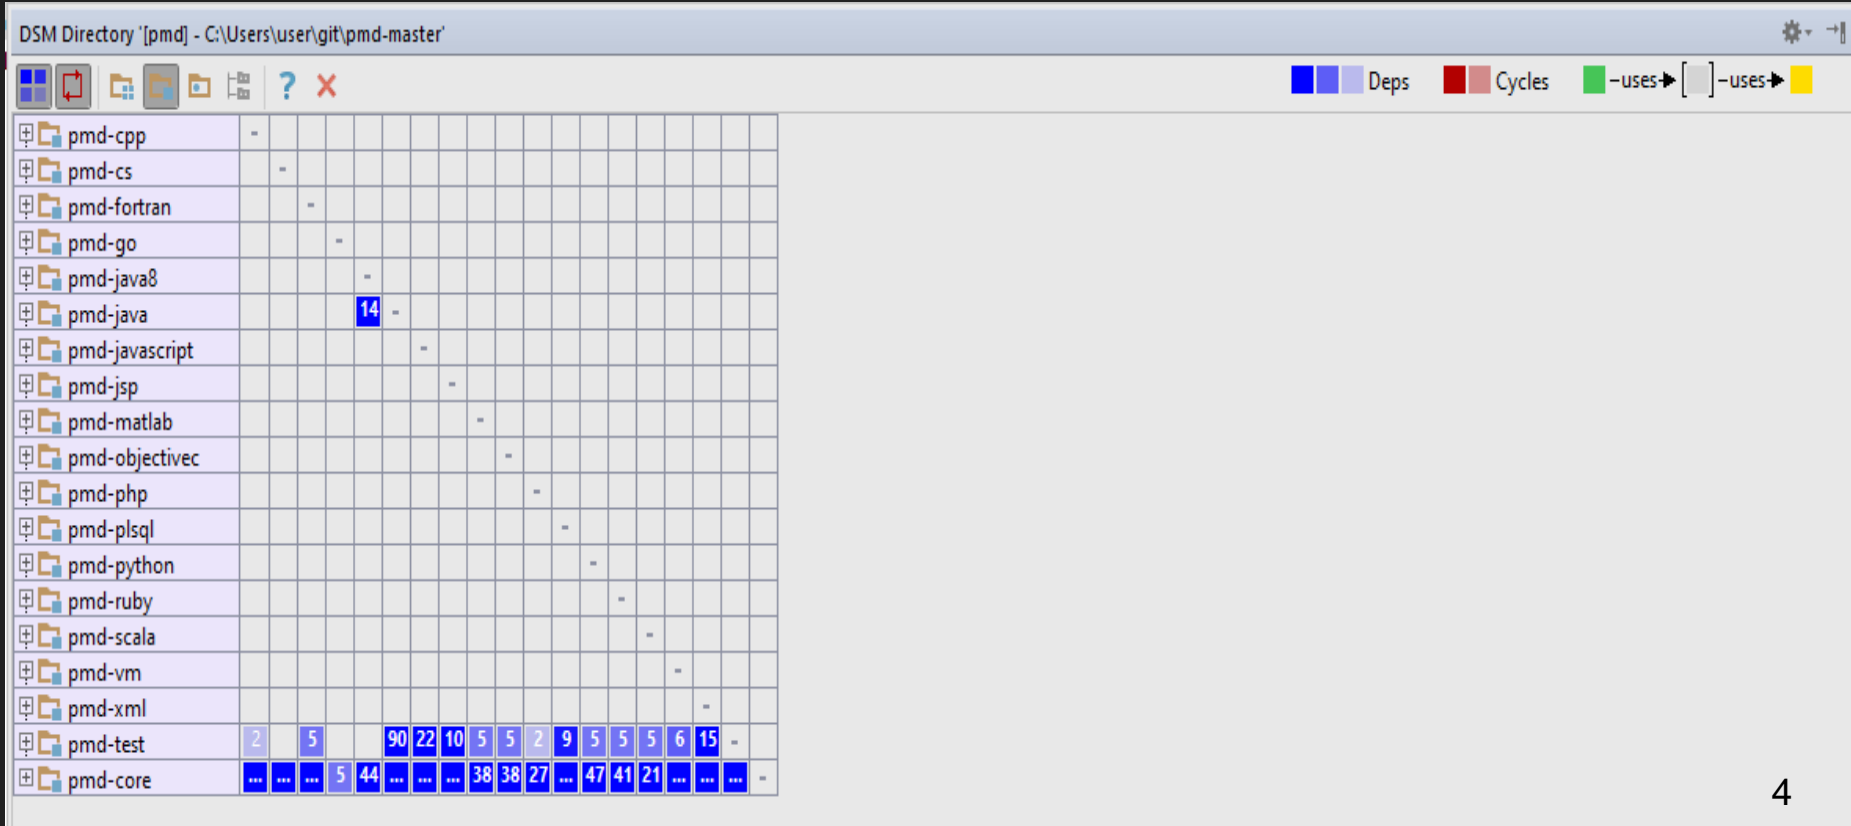 DSM Directory '[pmd] - C:\Users\user\git\pmd-master'
? Deps Cycles -uses→ [ ] -uses→
pmd-cpp -
pmd-cs -
pmd-fortran -
pmd-go -
pmd-java8 -
pmd-java 14 -
pmd-javascript -
pmd-jsp -
pmd-matlab -
pmd-objectivec -
pmd-php -
pmd-plsql -
pmd-python -
pmd-ruby -
pmd-scala -
pmd-vm -
pmd-xml -
pmd-test 2 5 90 22 10 5 5 2 9 5 5 5 6 15 -
pmd-core ... ... ... 5 44 ... ... ... 38 38 27 ... 47 41 21 ... ... ... -
4